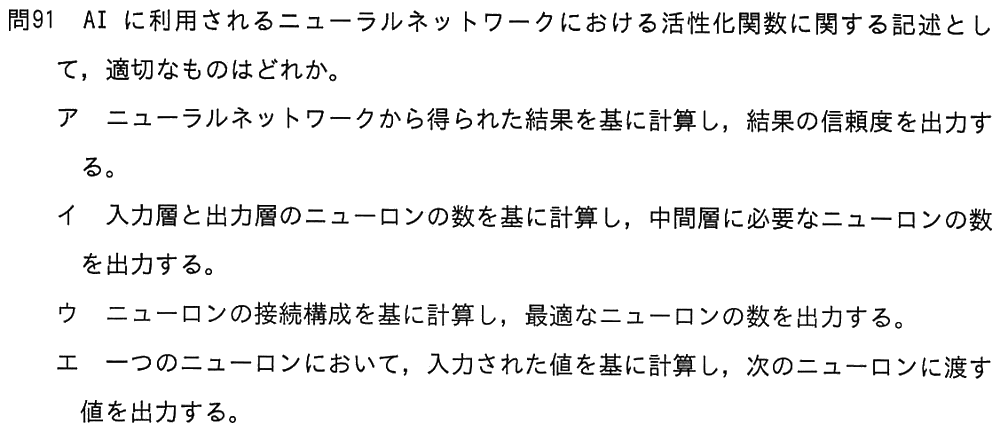 問91 AI に利用されるニューラルネットワークにおける活性化関数に関する記述とし
て，適切なものはどれか。
ア ニューラルネットワークから得られた結果を基に計算し，結果の信頼度を出力す
る。
イ 入力層と出力層のニューロンの数を基に計算し，中間層に必要なニューロンの数
を出力する。
ウ ニューロンの接続構成を基に計算し，最適なニューロンの数を出力する。
エ 一つのニューロンにおいて，入力された値を基に計算し，次のニューロンに渡す
値を出力する。